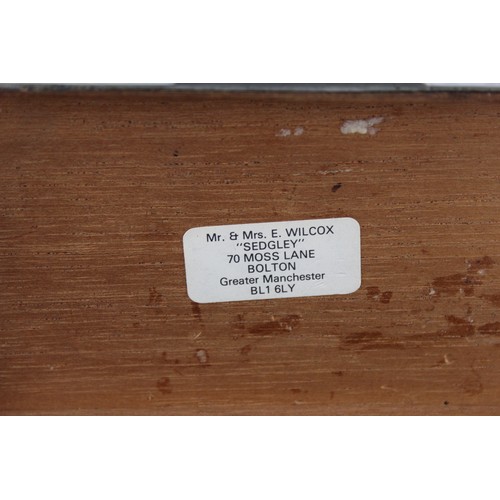 Mr. & Mrs. E. WILCOX
"SEDGLEY"
70 MOSS LANE
BOLTON
Greater Manchester
BL1 6LY